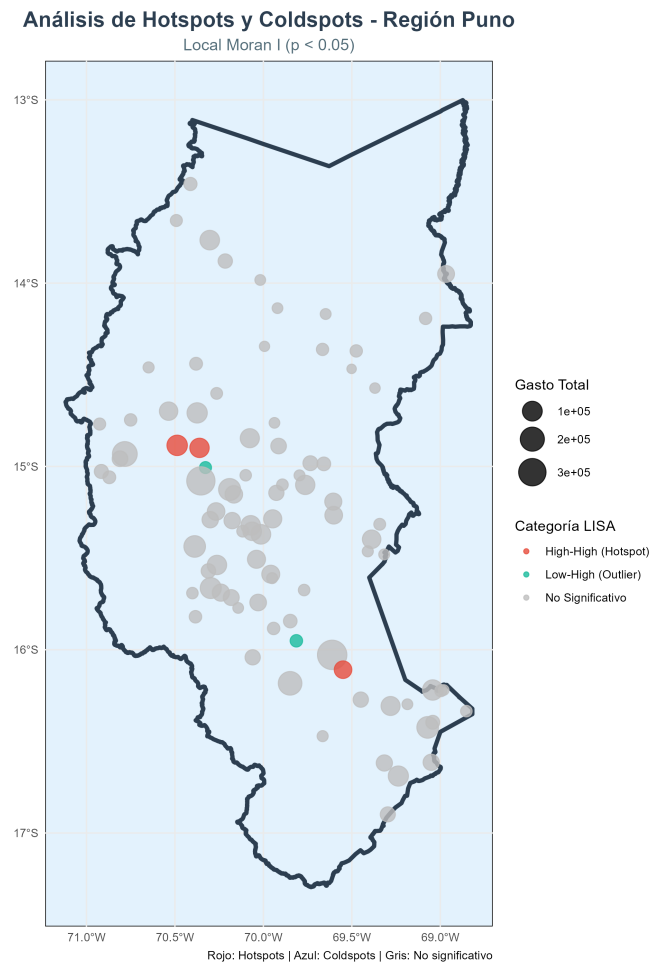 Análisis de Hotspots y Coldspots - Región Puno
Local Moran I (p < 0.05)
13°S
14°S
15°S
16°S
17°S
71.0°W
70.5°W
70.0°W
69.5°W
69.0°W
Gasto Total
1e+05
2e+05
3e+05
Categoría LISA
High-High (Hotspot)
Low-High (Outlier)
No Significativo
Rojo: Hotspots | Azul: Coldspots | Gris: No significativo